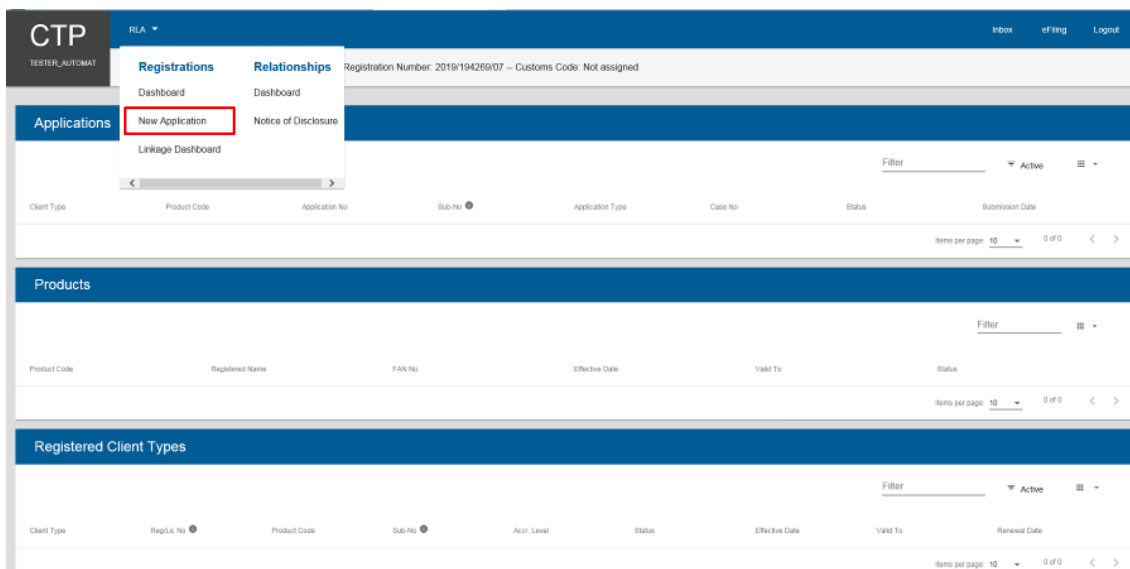 CTP
TESTER_AUTOMAT
RLA
Inbox eFiling Logout
Registration Number: 2019/194269/07 -- Customs Code: Not assigned
Registrations Relationships
Dashboard Dashboard
New Application Notice of Disclosure
Linkage Dashboard
Applications
Filter Active
Client Type Product Code Application No Sub-No Application Type Case No Status Submission Date
Items per page: 10 0 of 0
Products
Filter
Product Code Registered Name FAN No Effective Date Valid To Status
Items per page: 10 0 of 0
Registered Client Types
Filter Active
Client Type Reg/Lic No Product Code Sub-No Accr. Level Status Effective Date Valid To Renewal Date
Items per page: 10 0 of 0